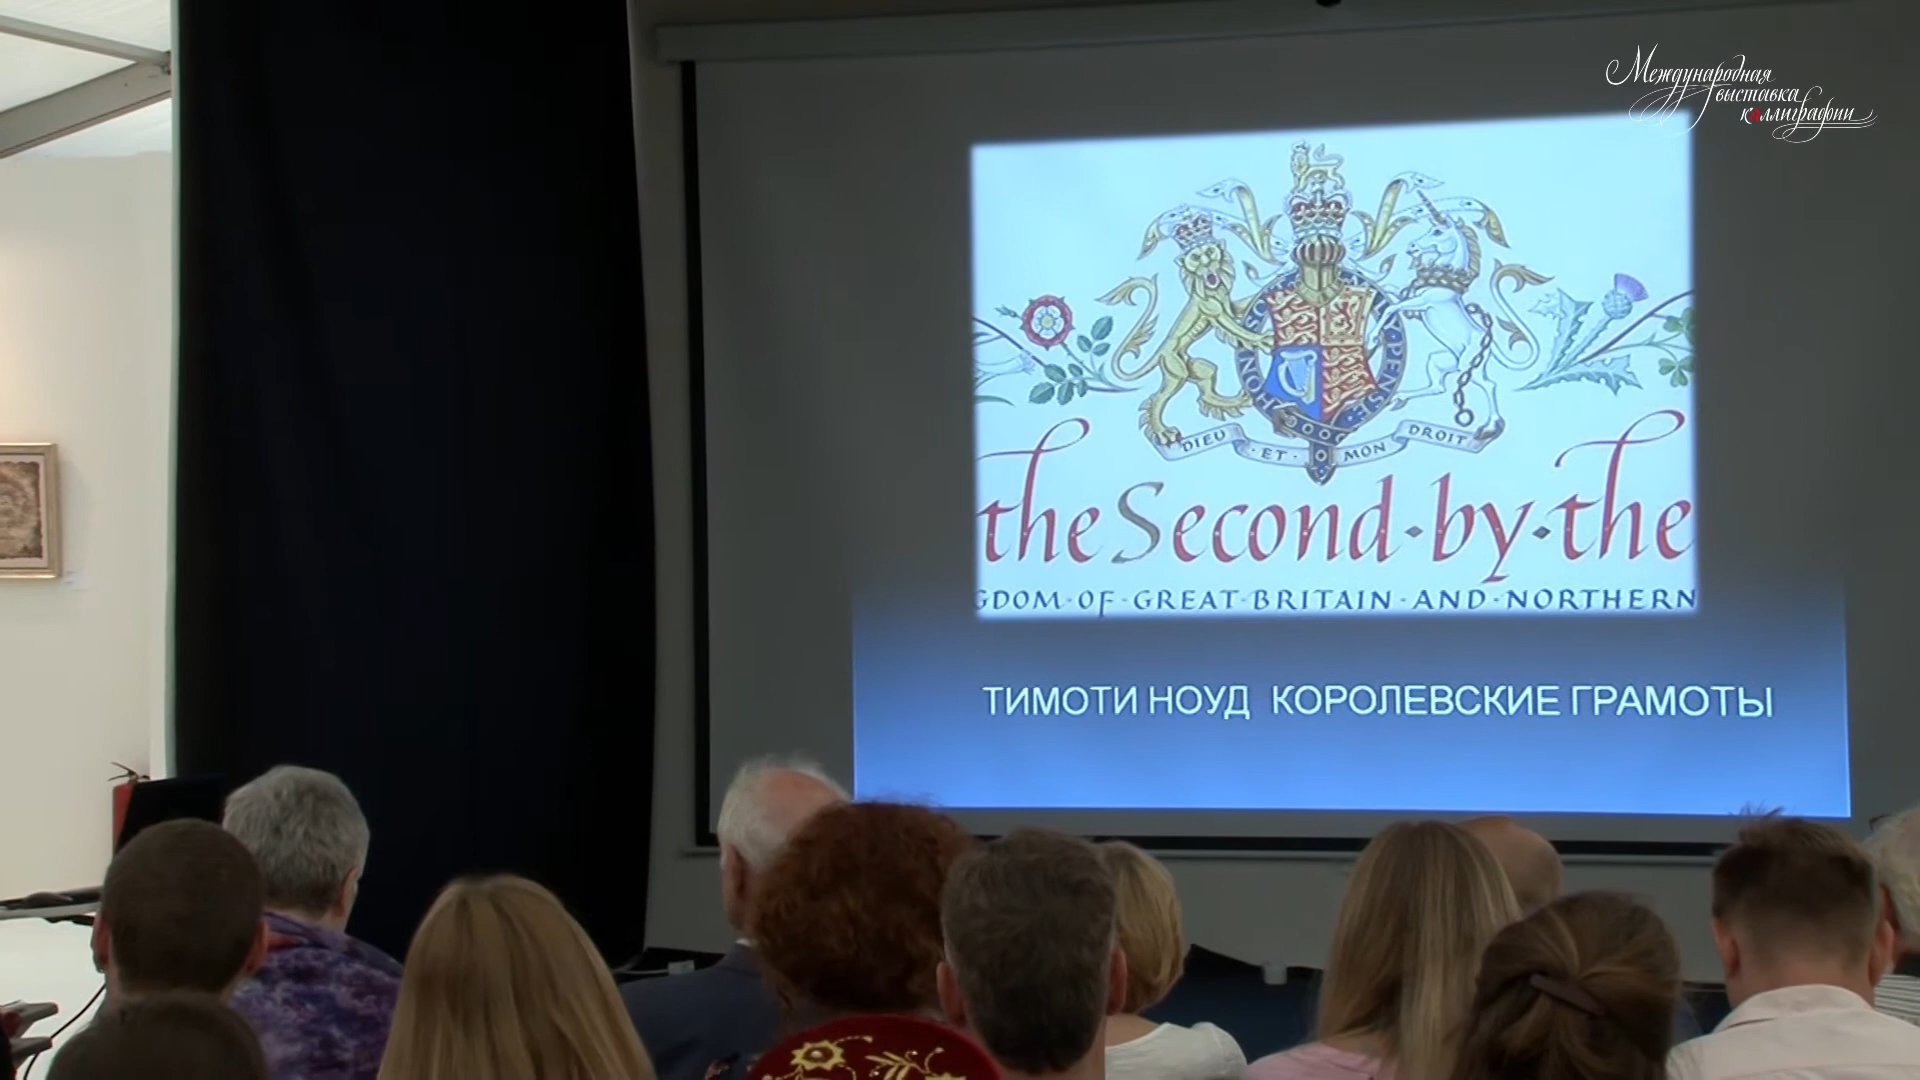 Международная
выставка
каллиграфии
DIEU · ET · MON DROIT
the Second·by·the
GDOM·OF·GREAT·BRITAIN·AND·NORTHERN
ТИМОТИ НОУД КОРОЛЕВСКИЕ ГРАМОТЫ